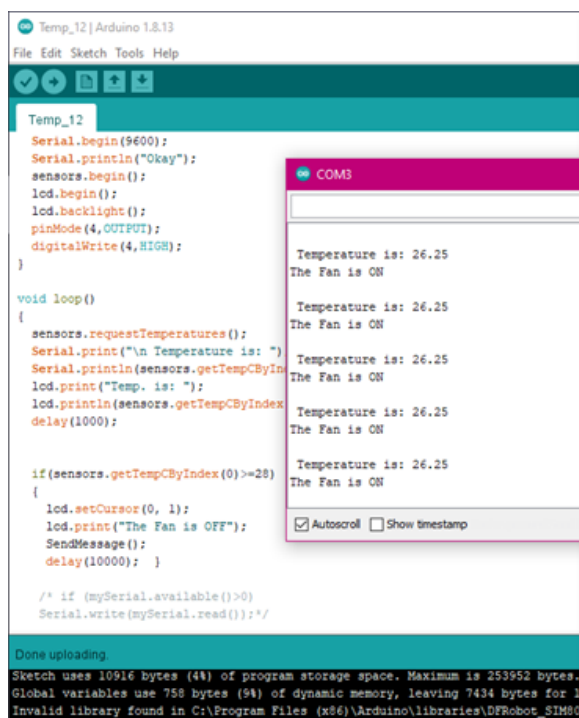 Temp_12 | Arduino 1.8.13
File Edit Sketch Tools Help
Temp_12
Serial.begin(9600);
Serial.println("Okay");
sensors.begin();
lcd.begin();
lcd.backlight();
pinMode(4,OUTPUT);
digitalWrite(4,HIGH);
}
void loop()
{
sensors.requestTemperatures();
Serial.print("\n Temperature is: ")
Serial.println(sensors.getTempCByIn
lcd.print("Temp. is: ");
lcd.println(sensors.getTempCByIndex
delay(1000);
if(sensors.getTempCByIndex(0)>=28)
{
lcd.setCursor(0, 1);
lcd.print("The Fan is OFF");
SendMessage();
delay(10000); }
/* if (mySerial.available()>0)
Serial.write(mySerial.read());*/
COM3
Temperature is: 26.25
The Fan is ON
Temperature is: 26.25
The Fan is ON
Temperature is: 26.25
The Fan is ON
Temperature is: 26.25
The Fan is ON
Temperature is: 26.25
The Fan is ON
Autoscroll Show timestamp
Done uploading.
Sketch uses 10916 bytes (4%) of program storage space. Maximum is 253952 bytes.
Global variables use 758 bytes (9%) of dynamic memory, leaving 7434 bytes for l
Invalid library found in C:\Program Files (x86)\Arduino\libraries\DFRobot_SIM80